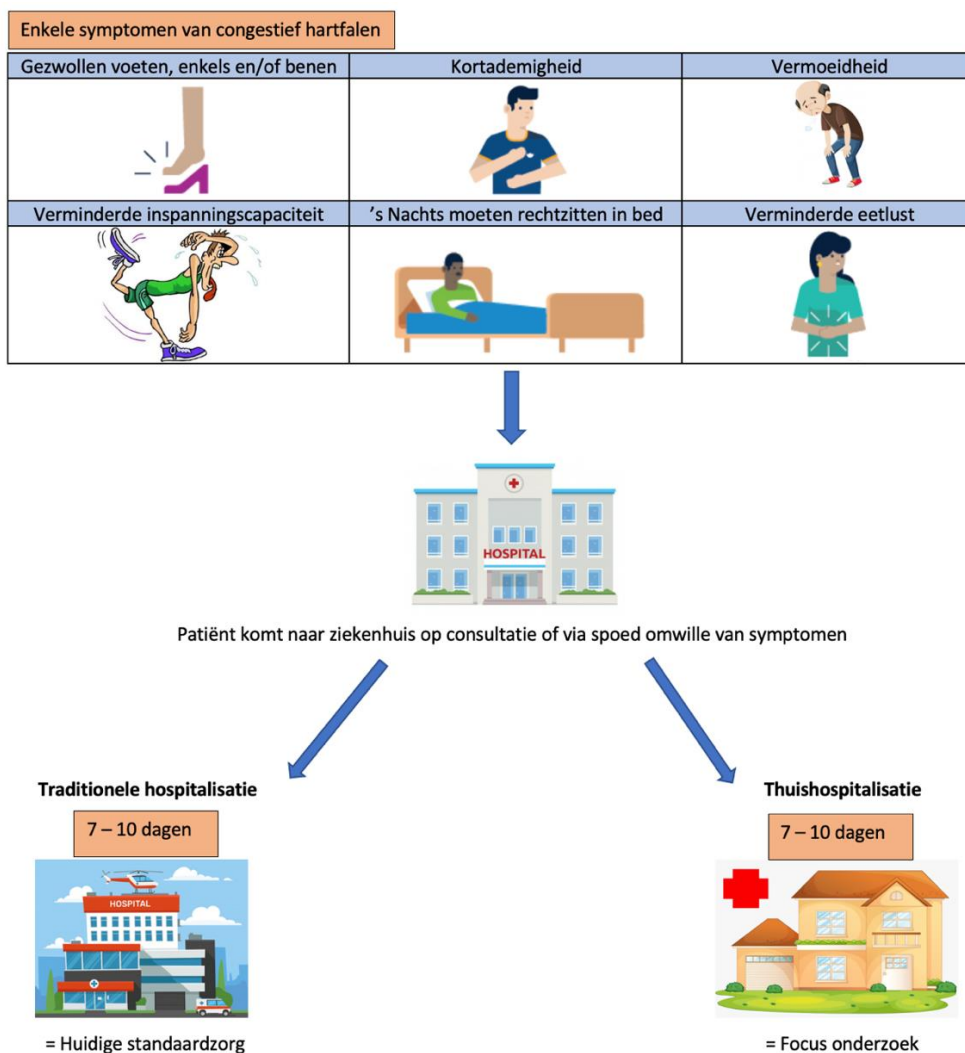 Enkele symptomen van congestief hartfalen
Gezwollen voeten, enkels en/of benen
Kortademigheid
Vermoeidheid
Verminderde inspanningscapaciteit
's Nachts moeten rechtzitten in bed
Verminderde eetlust
HOSPITAL
Patiënt komt naar ziekenhuis op consultatie of via spoed omwille van symptomen
Traditionele hospitalisatie
7 – 10 dagen
HOSPITAL
= Huidige standaardzorg
Thuishospitalisatie
7 – 10 dagen
= Focus onderzoek